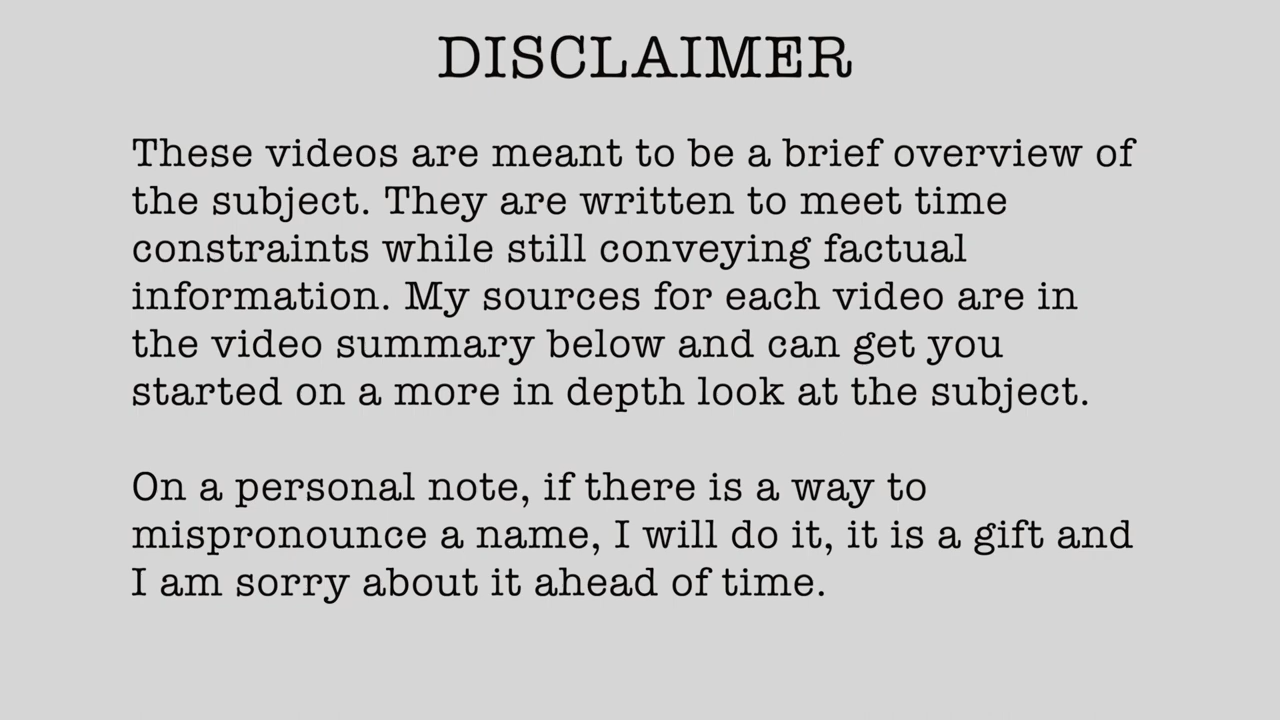 DISCLAIMER
These videos are meant to be a brief overview of
the subject. They are written to meet time
constraints while still conveying factual
information. My sources for each video are in
the video summary below and can get you
started on a more in depth look at the subject.
On a personal note, if there is a way to
mispronounce a name, I will do it, it is a gift and
I am sorry about it ahead of time.